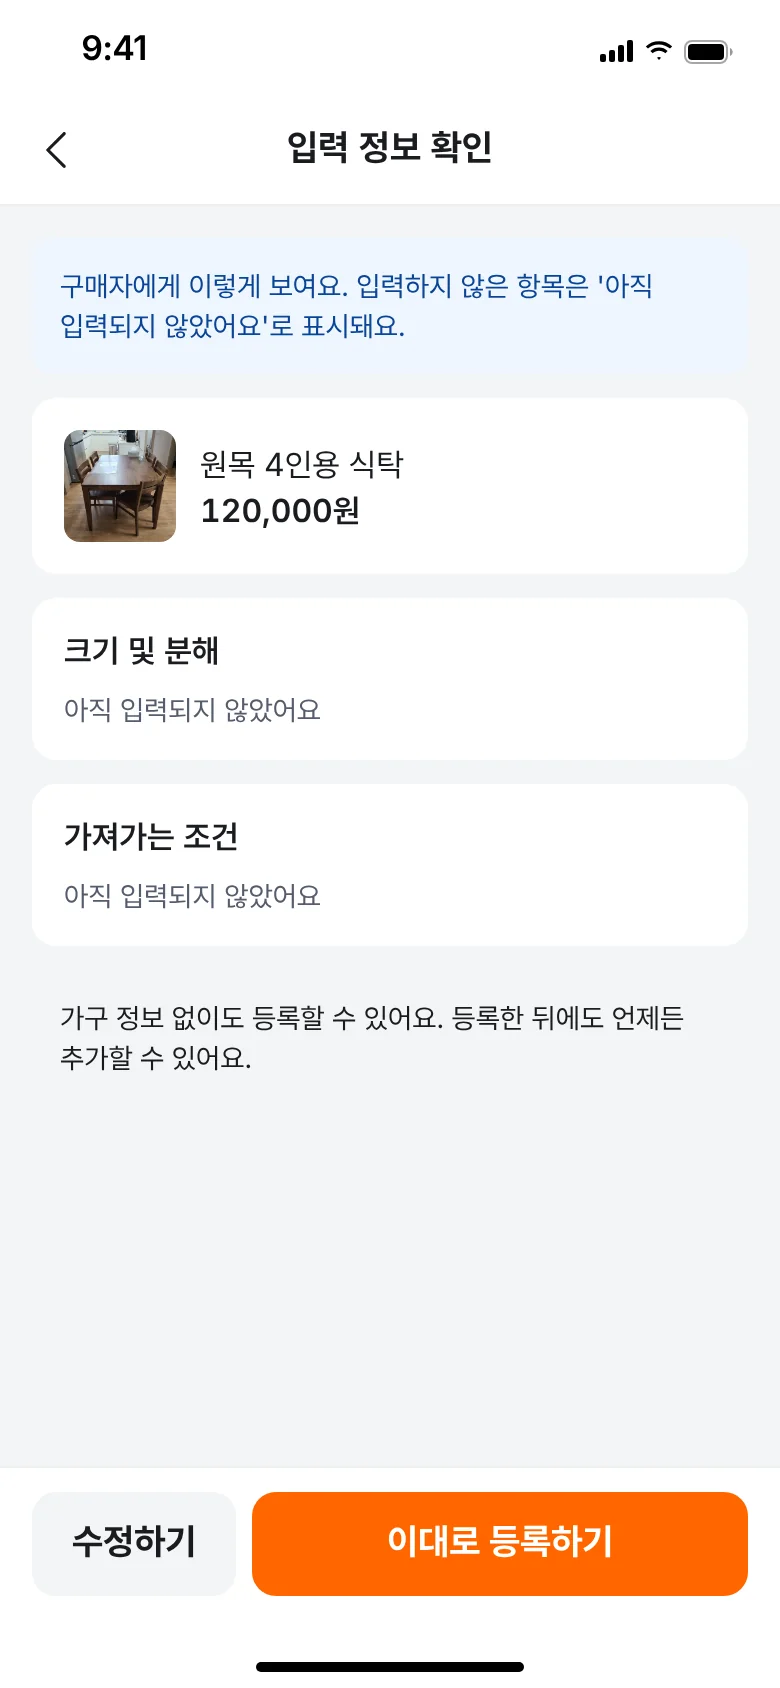 9:41
입력 정보 확인
구매자에게 이렇게 보여요. 입력하지 않은 항목은 '아직
입력되지 않았어요'로 표시돼요.
원목 4인용 식탁
120,000원
크기 및 분해
아직 입력되지 않았어요
가져가는 조건
아직 입력되지 않았어요
가구 정보 없이도 등록할 수 있어요. 등록한 뒤에도 언제든
추가할 수 있어요.
수정하기
이대로 등록하기